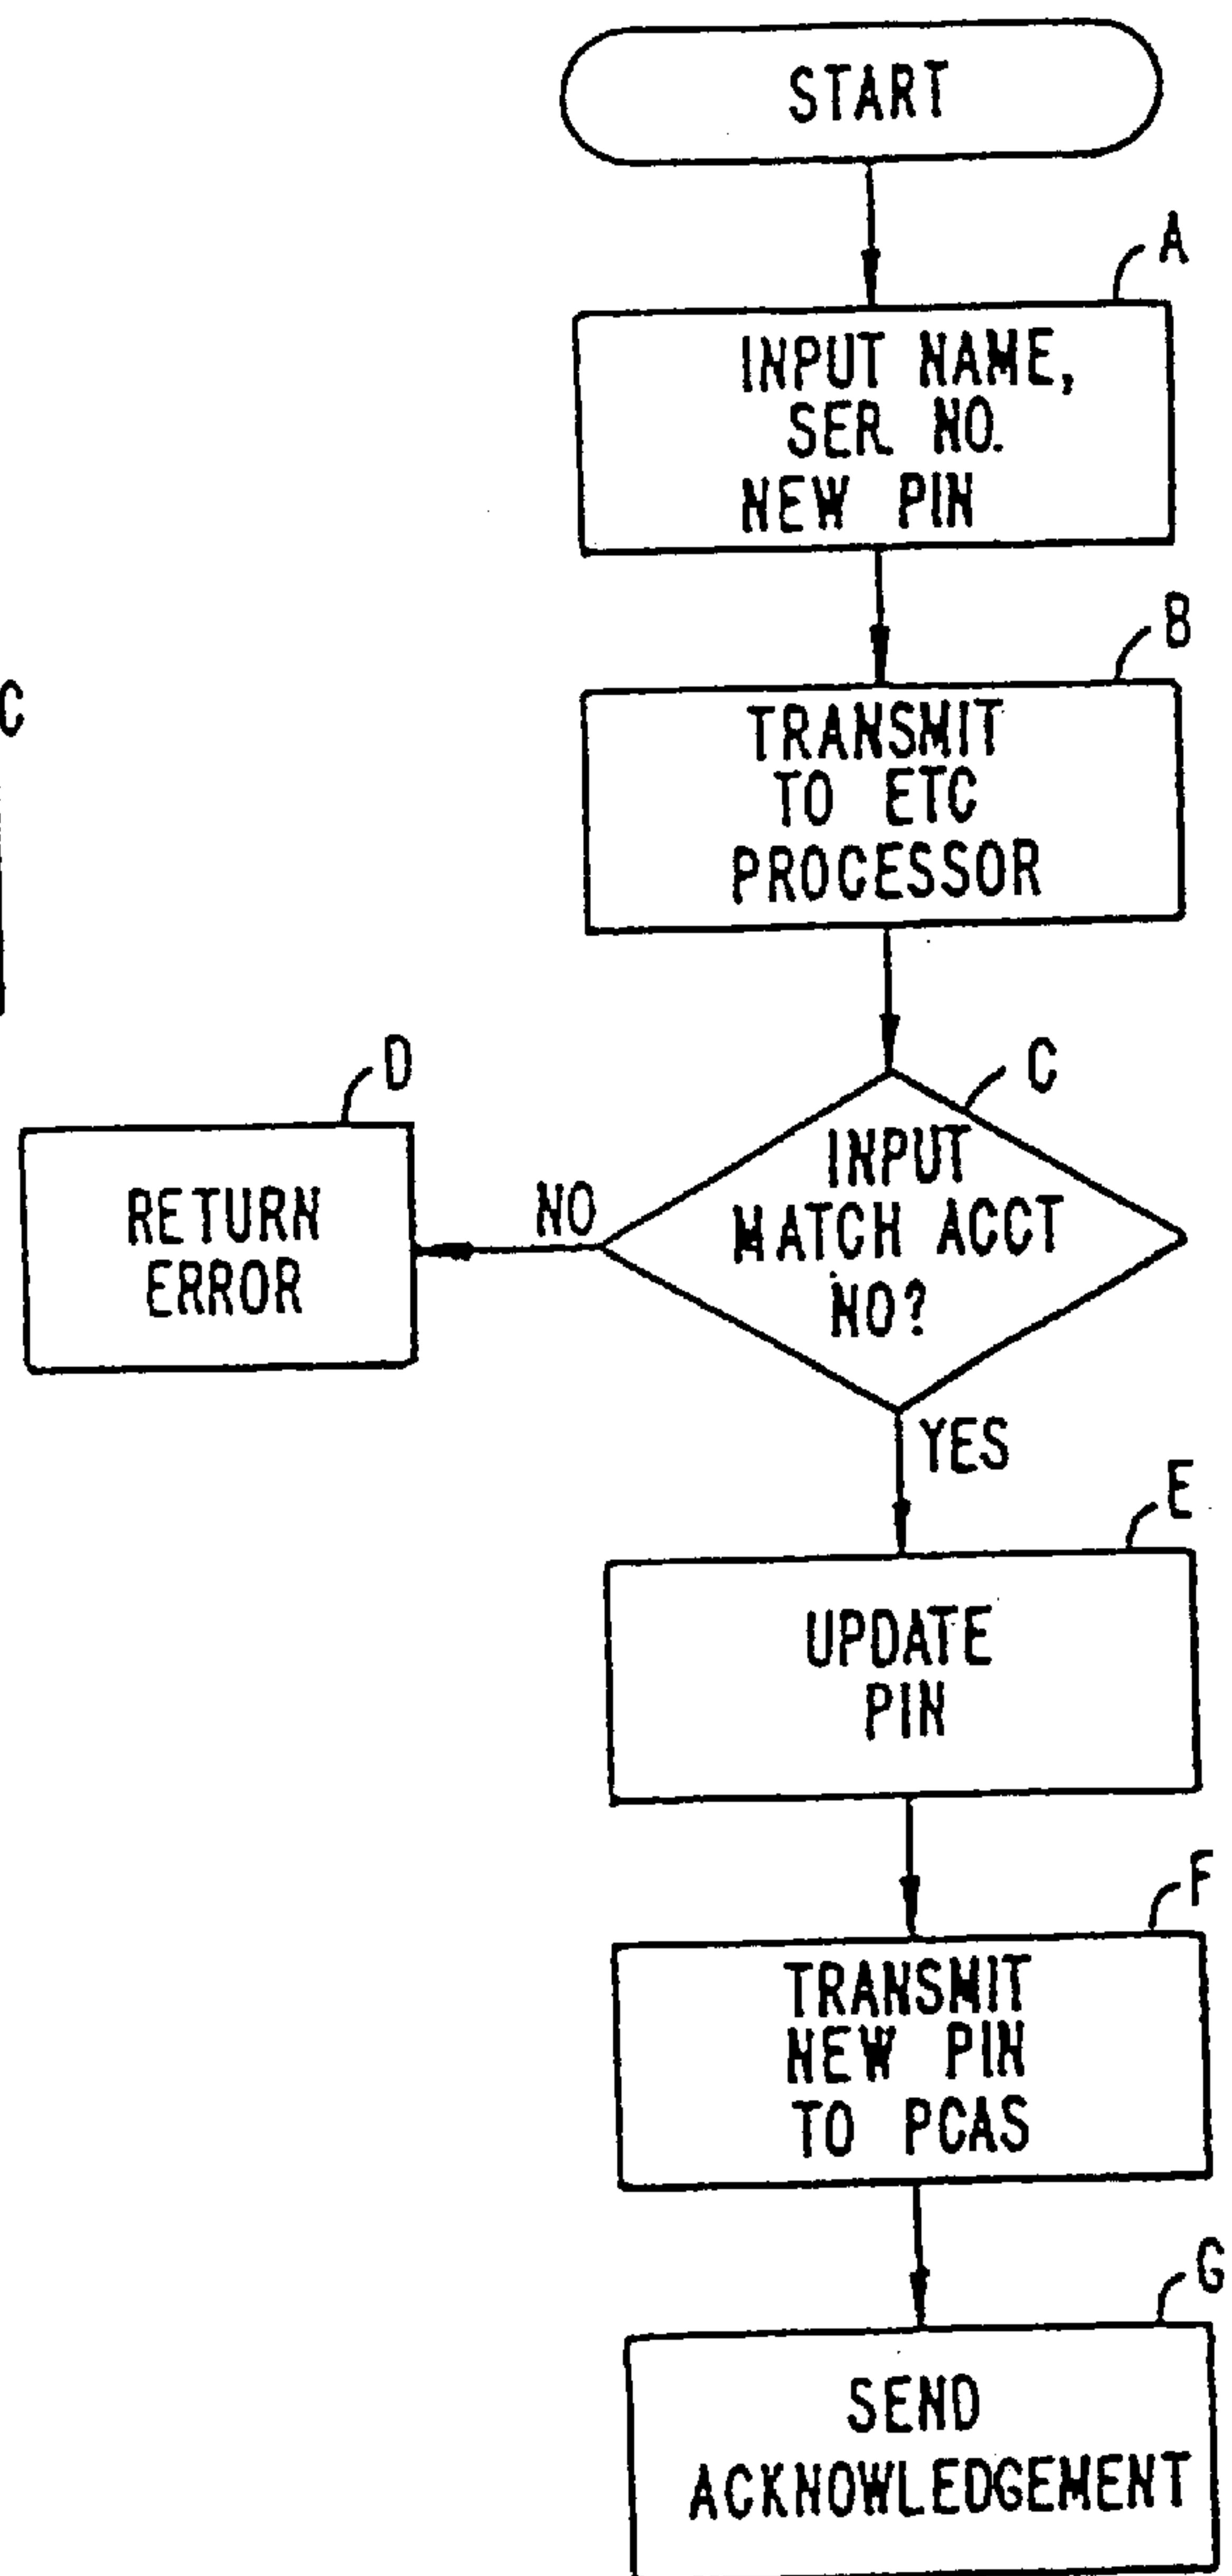 START
A
INPUT NAME,
SER. NO.
NEW PIN
B
TRANSMIT
TO ETC
PROCESSOR
C
C
INPUT
MATCH ACCT
NO?
NO
D
RETURN
ERROR
YES
E
UPDATE
PIN
F
TRANSMIT
NEW PIN
TO PCAS
G
SEND
ACKNOWLEDGEMENT